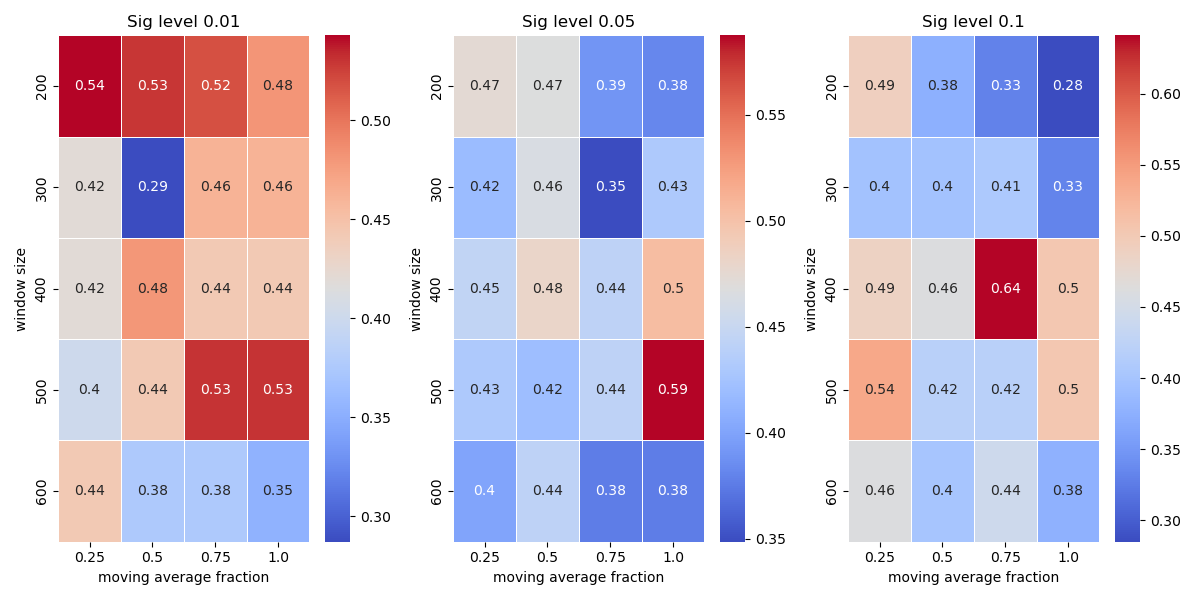 Sig level 0.01
Sig level 0.05
Sig level 0.1
window size
200
300
400
500
600
0.54 0.53 0.52 0.48
0.42 0.29 0.46 0.46
0.42 0.48 0.44 0.44
0.4 0.44 0.53 0.53
0.44 0.38 0.38 0.35
0.25 0.5 0.75 1.0
moving average fraction
0.50
0.45
0.40
0.35
0.30
window size
200
300
400
500
600
0.47 0.47 0.39 0.38
0.42 0.46 0.35 0.43
0.45 0.48 0.44 0.5
0.43 0.42 0.44 0.59
0.4 0.44 0.38 0.38
0.25 0.5 0.75 1.0
moving average fraction
0.55
0.50
0.45
0.40
0.35
window size
200
300
400
500
600
0.49 0.38 0.33 0.28
0.4 0.4 0.41 0.33
0.49 0.46 0.64 0.5
0.54 0.42 0.42 0.5
0.46 0.4 0.44 0.38
0.25 0.5 0.75 1.0
moving average fraction
0.60
0.55
0.50
0.45
0.40
0.35
0.30